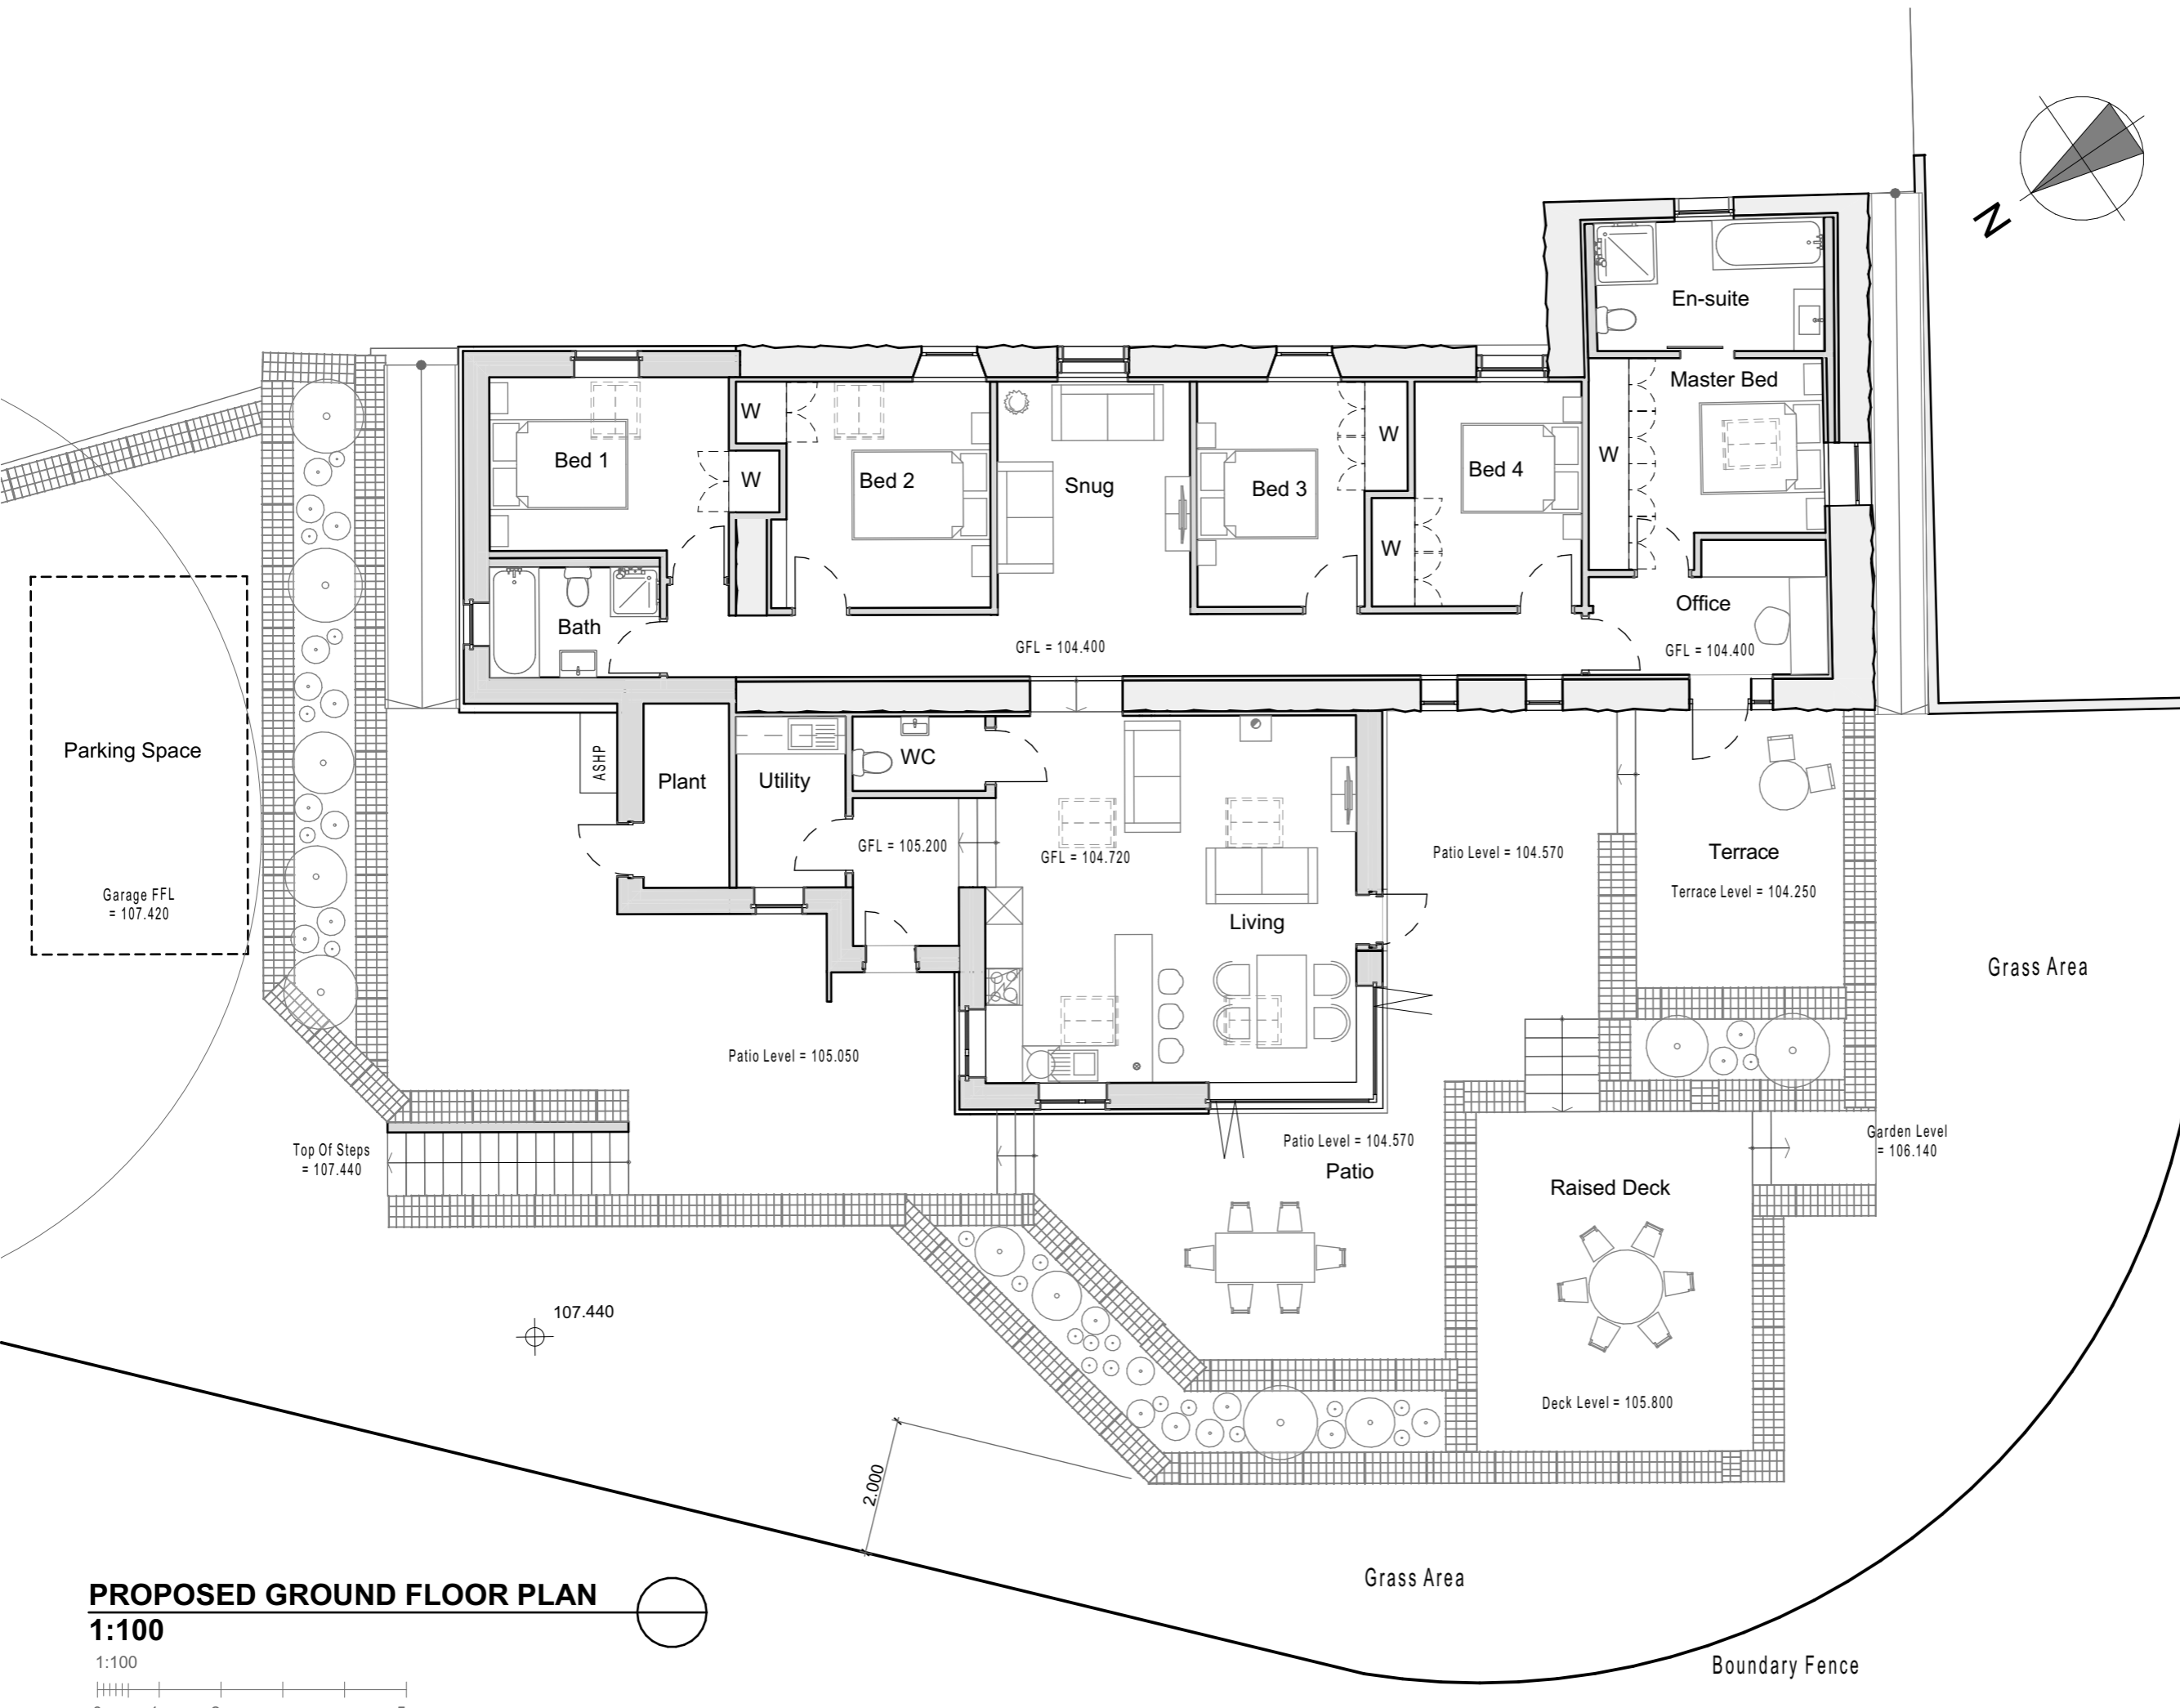 N
En-suite
Master Bed
W
W
W
W
W
W
Bed 1
Bed 2
Snug
Bed 3
Bed 4
Office
GFL = 104.400
Bath
GFL = 104.400
Parking Space
Garage FFL
= 107.420
ASHP
Plant
Utility
WC
GFL = 105.200
GFL = 104.720
Living
Patio Level = 104.570
Terrace
Terrace Level = 104.250
Grass Area
Patio Level = 105.050
Top Of Steps
= 107.440
Patio Level = 104.570
Patio
Raised Deck
Garden Level
= 106.140
Deck Level = 105.800
107.440
2.000
Grass Area
Boundary Fence
PROPOSED GROUND FLOOR PLAN
1:100
1:100